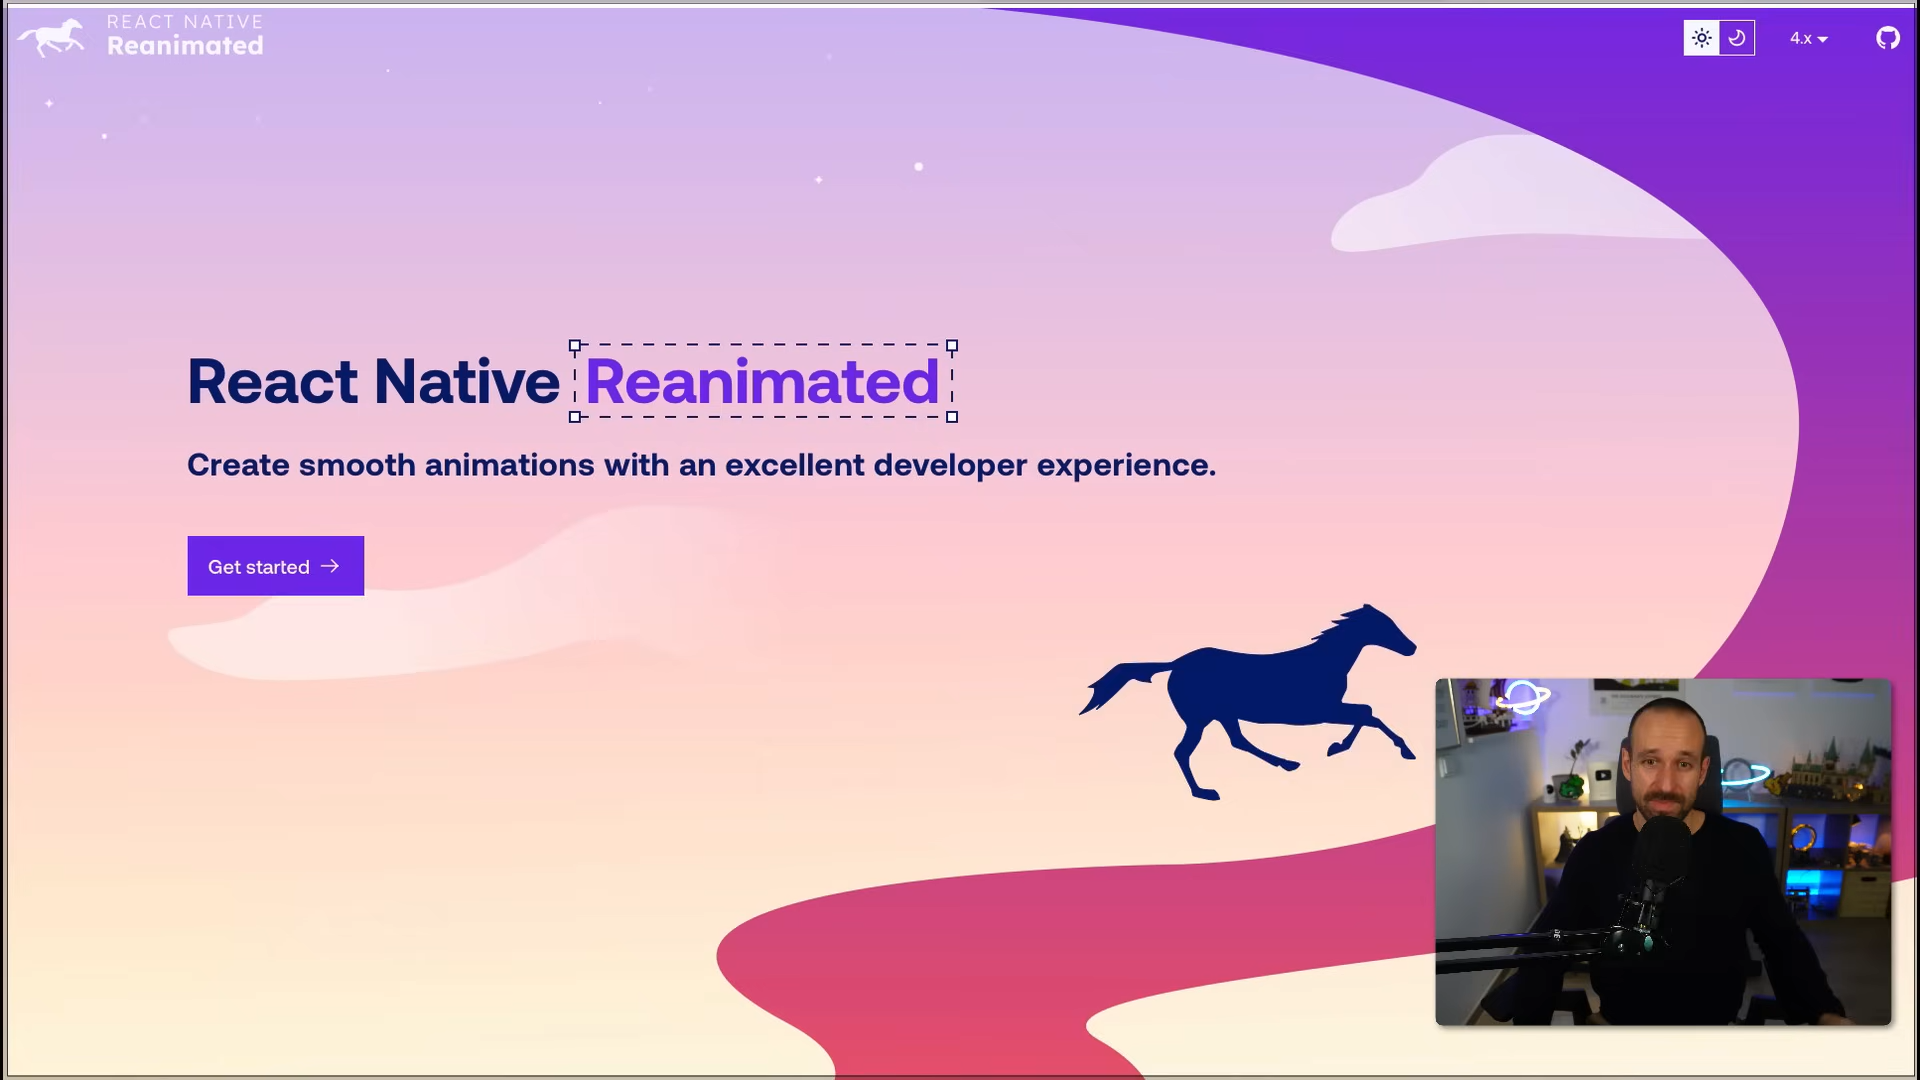 REACT NATIVE
Reanimated
4.x
React Native Reanimated
Create smooth animations with an excellent developer experience.
Get started →